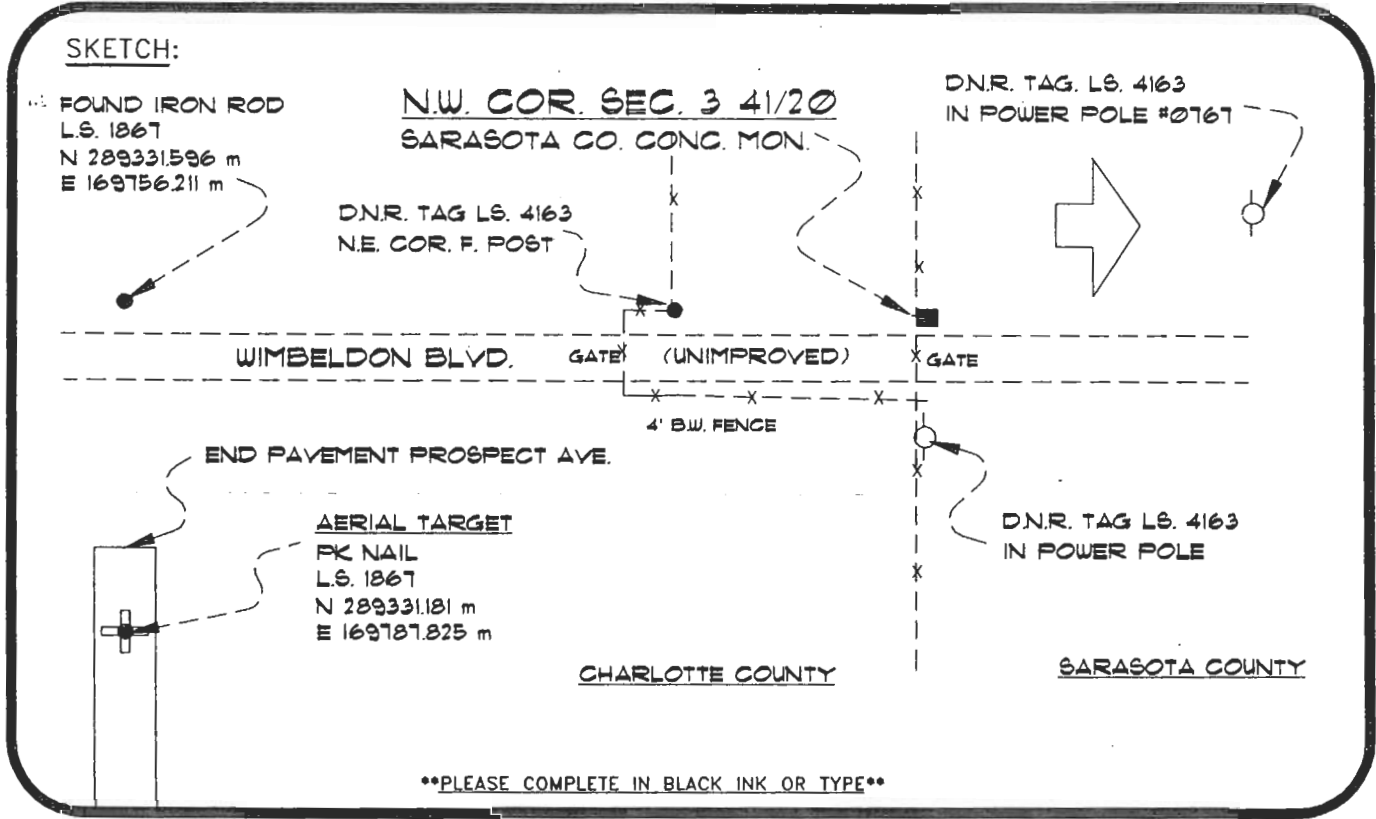 SKETCH:
FOUND IRON ROD
L.S. 1867
N 289331.596 m
E 169756.211 m
N.W. COR. SEC. 3 41/20
SARASOTA CO. CONC. MON.
D.N.R. TAG. LS. 4163
IN POWER POLE #0767
D.N.R. TAG LS. 4163
N.E. COR. F. POST
WIMBELDON BLVD.
GATE
(UNIMPROVED)
GATE
4' B.W. FENCE
END PAVEMENT PROSPECT AVE.
AERIAL TARGET
PK NAIL
L.S. 1867
N 289331.181 m
E 169787.825 m
D.N.R. TAG LS. 4163
IN POWER POLE
CHARLOTTE COUNTY
SARASOTA COUNTY
**PLEASE COMPLETE IN BLACK INK OR TYPE**